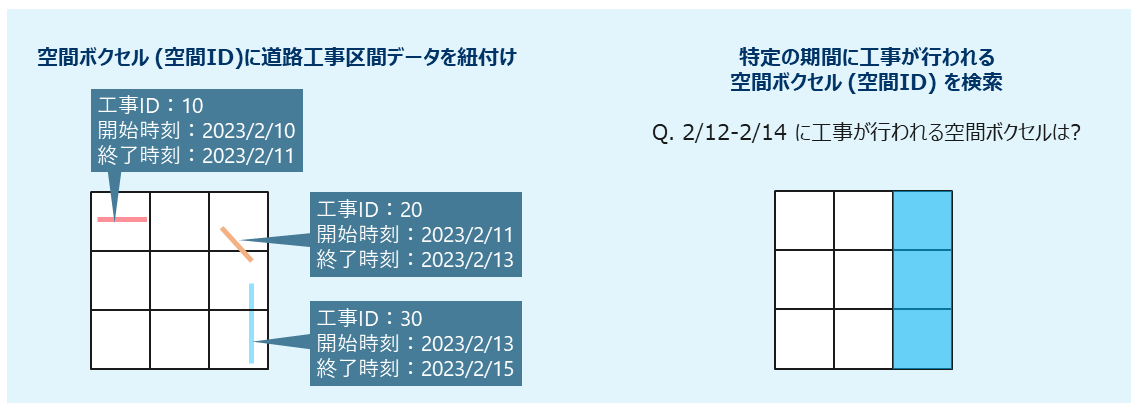 空間ボクセル (空間ID)に道路工事区間データを紐付け
工事ID：10
開始時刻：2023/2/10
終了時刻：2023/2/11
工事ID：20
開始時刻：2023/2/11
終了時刻：2023/2/13
工事ID：30
開始時刻：2023/2/13
終了時刻：2023/2/15
特定の期間に工事が行われる
空間ボクセル (空間ID) を検索
Q. 2/12-2/14 に工事が行われる空間ボクセルは?